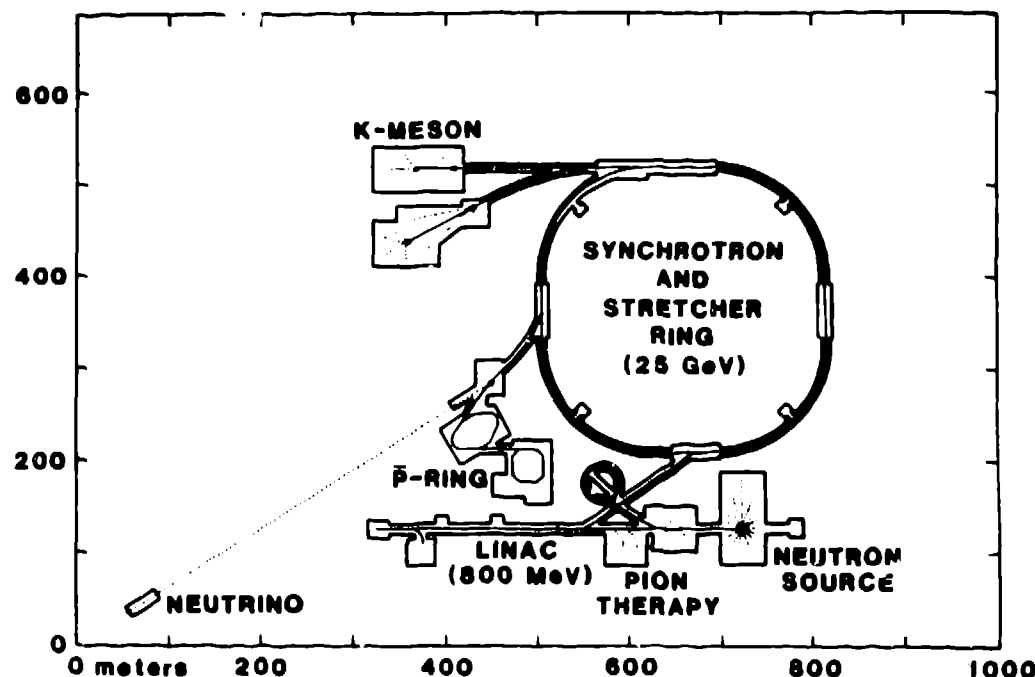 600
K-MESON
SYNCHROTRON
AND
STRETCHER
RING
(25 GeV)
400
200
p̄-RING
LINAC
(800 MeV)
PION
THERAPY
NEUTRON
SOURCE
NEUTRINO
0
0 meters 200 400 600 800 1000